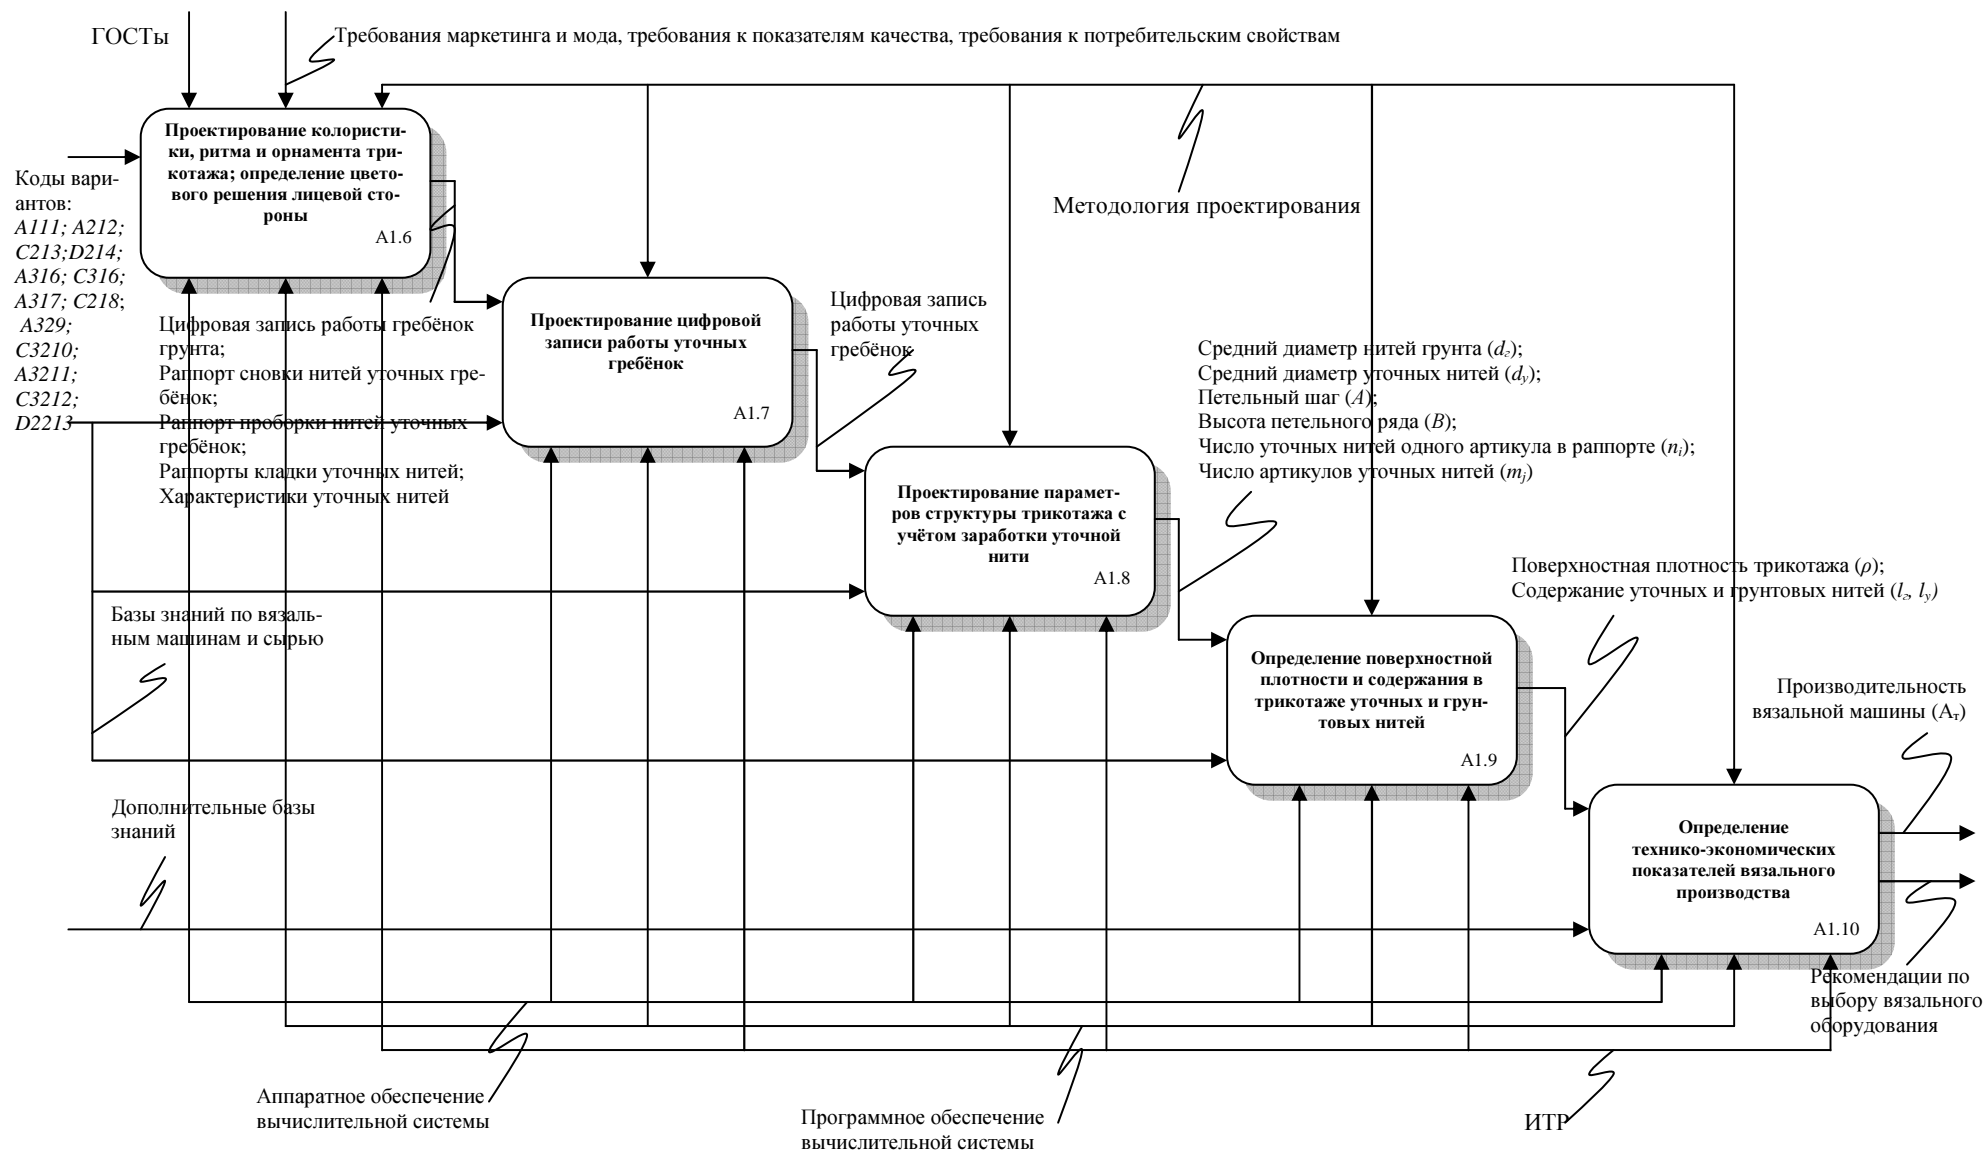 ГОСТы
Требования маркетинга и мода, требования к показателям качества, требования к потребительским свойствам
Проектирование колористи-
ки, ритма и орнамента три-
котажа; определение цвето-
вого решения лицевой сто-
роны
A1.6
Коды вари-
антов:
A111; A212;
C213;D214;
A316; C316;
A317; C218;
A329;
C3210;
A3211;
C3212;
D2213
Методология проектирования
Цифровая запись работы гребёнок
грунта;
Раппорт сновки нитей уточных гре-
бёнок;
Раппорт проборки нитей уточных
гребёнок;
Раппорты кладки уточных нитей;
Характеристики уточных нитей
Проектирование цифровой
записи работы уточных
гребёнок
A1.7
Цифровая запись
работы уточных
гребёнок
Проектирование парамет-
ров структуры трикотажа с
учётом заработки уточной
нити
A1.8
Средний диаметр нитей грунта (dг);
Средний диаметр уточных нитей (dу);
Петельный шаг (A);
Высота петельного ряда (B);
Число уточных нитей одного артикула в раппорте (ni);
Число артикулов уточных нитей (mj)
Базы знаний по вязаль-
ным машинам и сырью
Определение поверхностной
плотности и содержания в
трикотаже уточных и грун-
товых нитей
A1.9
Поверхностная плотность трикотажа (ρ);
Содержание уточных и грунтовых нитей (lг, lу)
Дополнительные базы
знаний
Определение
технико-экономических
показателей вязального
производства
A1.10
Производительность
вязальной машины (Aт)
Рекомендации по
выбору вязального
оборудования
Аппаратное обеспечение
вычислительной системы
Программное обеспечение
вычислительной системы
ИТР